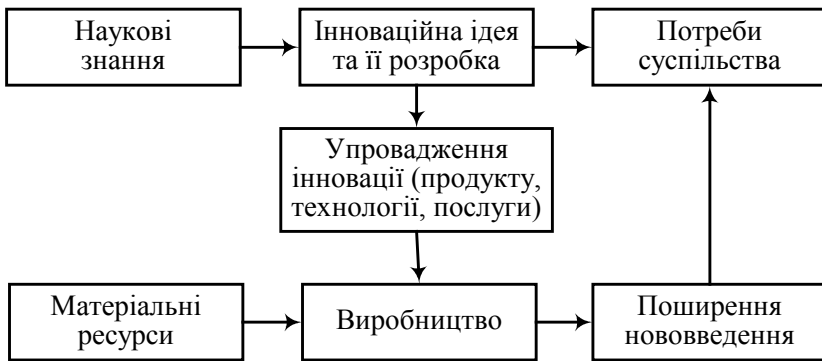 Наукові
знання
Інноваційна ідея
та її розробка
Потреби
суспільства
Упровадження
інновації (продукту,
технології, послуги)
Матеріальні
ресурси
Виробництво
Поширення
нововведення